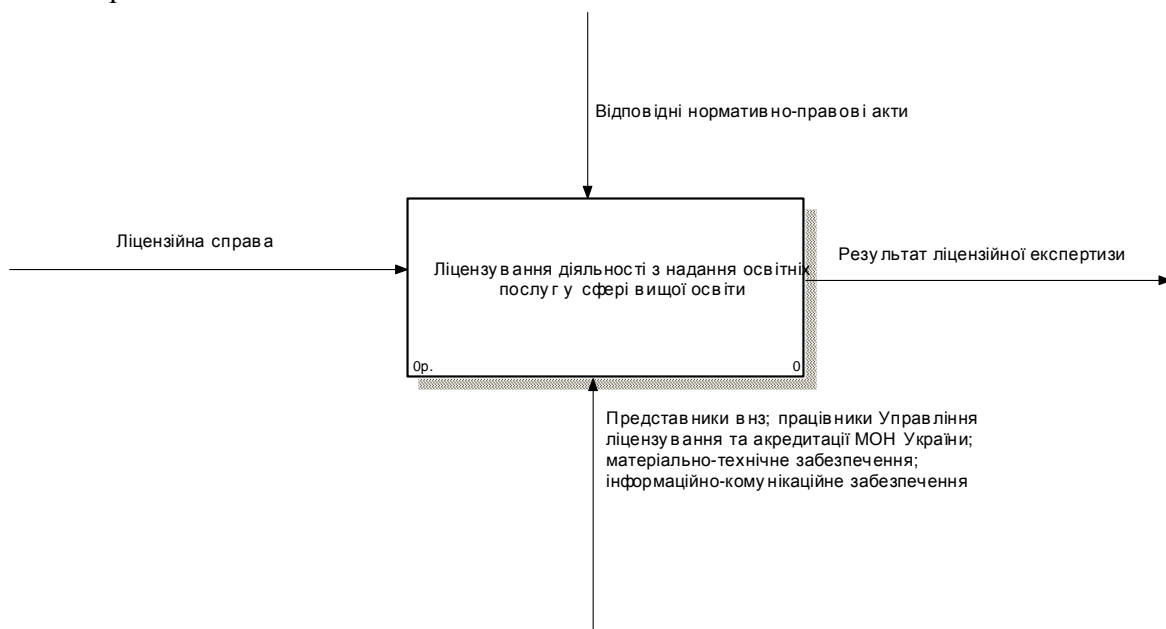 Відповідні нормативно-правові акти
Ліцензійна справа
Ліцензування діяльності з надання освітніх
послуг у сфері вищої освіти
Результат ліцензійної експертизи
0р.
0
Представники внз; працівники Управління
ліцензування та акредитації МОН України;
матеріально-технічне забезпечення;
інформаційно-комунікаційне забезпечення